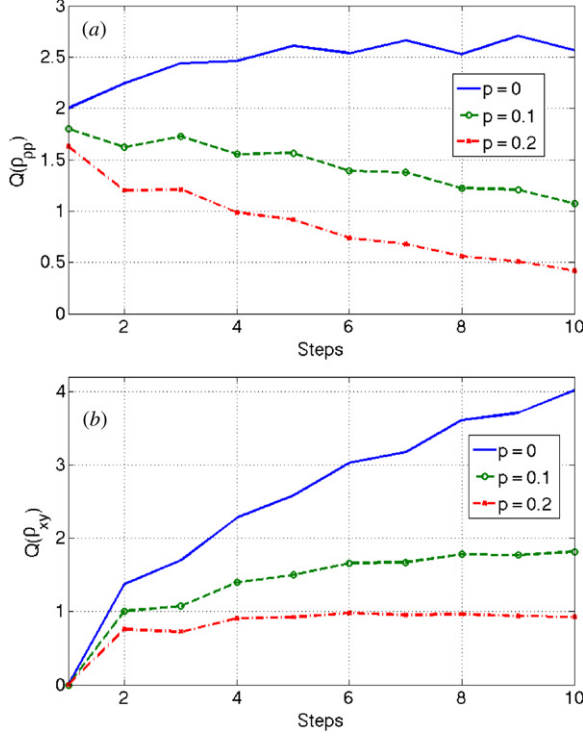 (a)
3
2.5
2
1.5
1
0.5
0
Q(ρpp)
p = 0
p = 0.1
p = 0.2
2 4 6 8 10
Steps
(b)
4
3
2
1
0
Q(ρxy)
p = 0
p = 0.1
p = 0.2
2 4 6 8 10
Steps